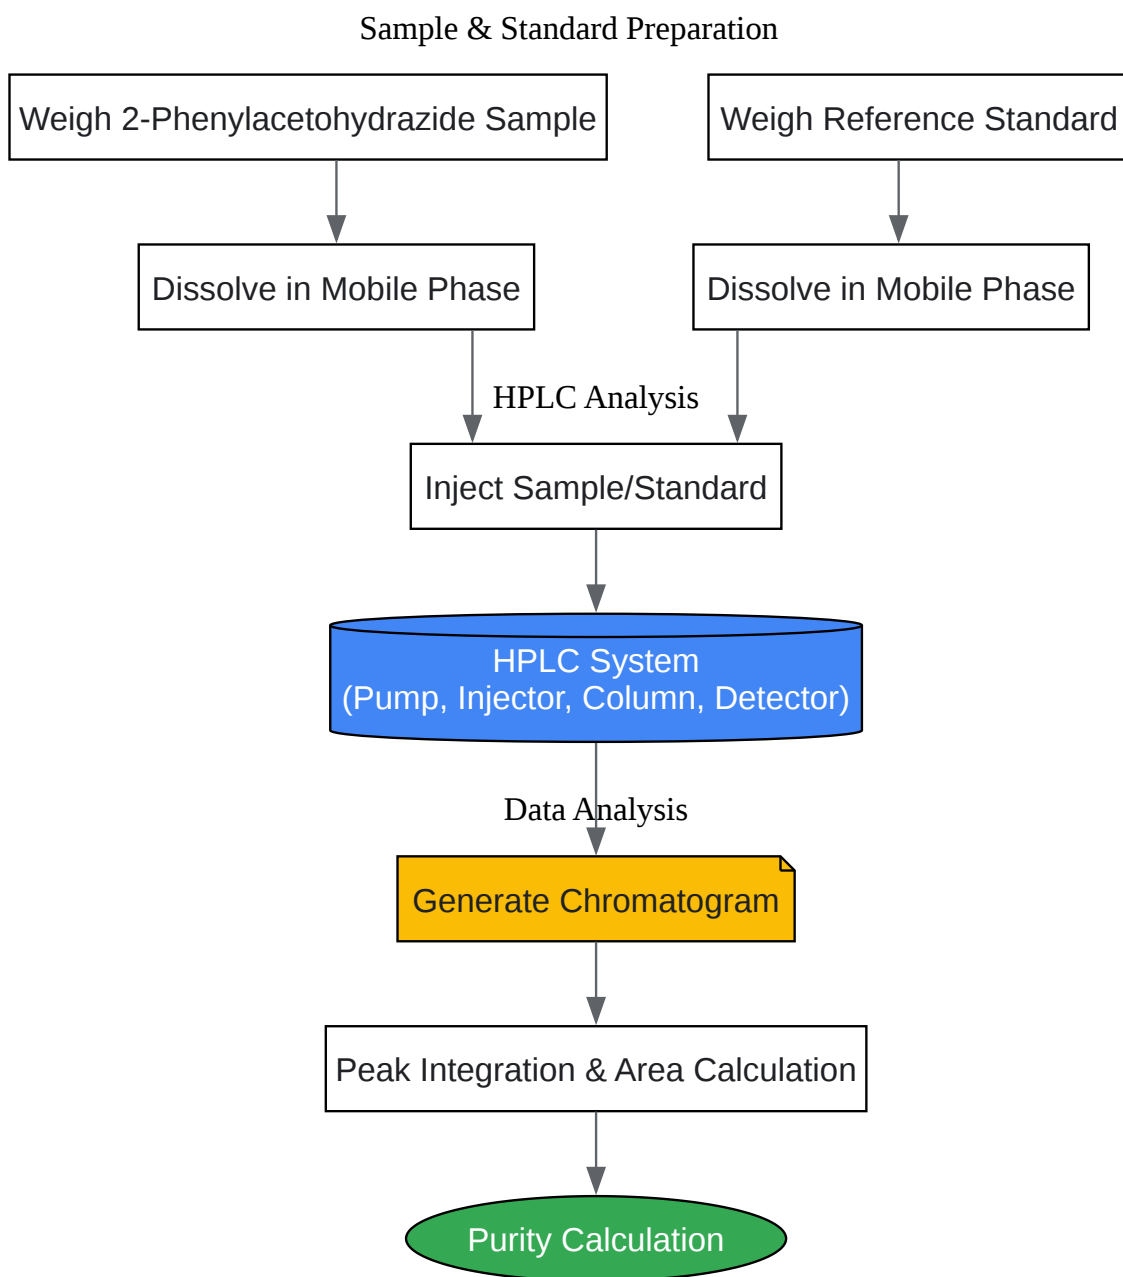 Sample & Standard Preparation
Weigh 2-Phenylacetohydrazide Sample
Weigh Reference Standard
Dissolve in Mobile Phase
Dissolve in Mobile Phase
HPLC Analysis
Inject Sample/Standard
HPLC System
(Pump, Injector, Column, Detector)
Data Analysis
Generate Chromatogram
Peak Integration & Area Calculation
Purity Calculation